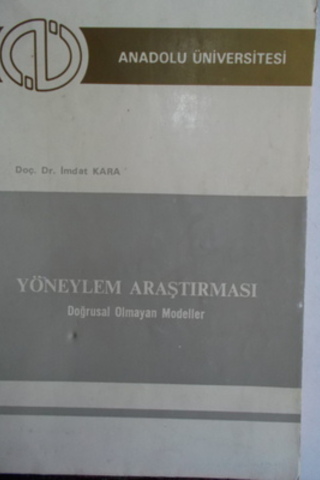 ANADOLU ÜNİVERSİTESİ
Doç. Dr. İmdat KARA
YÖNEYLEM ARAŞTIRMASI
Doğrusal Olmayan Modeller